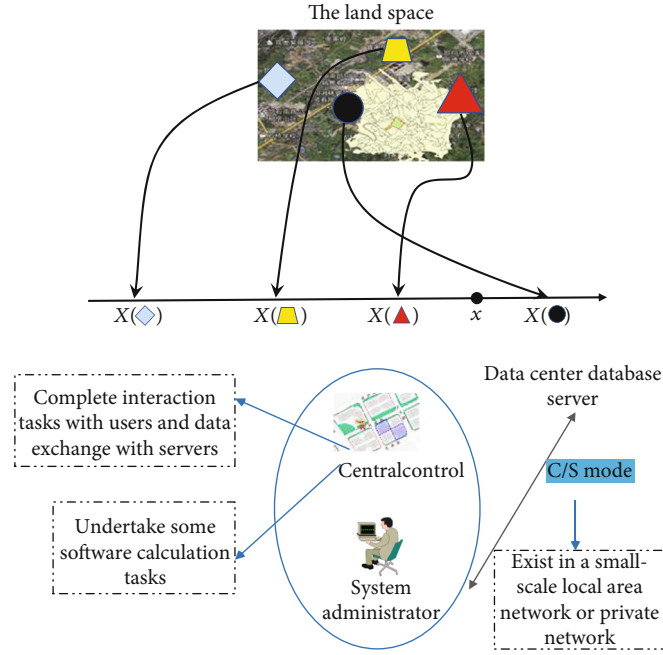 The land space
X( )
X( )
X( )
x
X( )
Complete interaction
tasks with users and data
exchange with servers
Undertake some
software calculation
tasks
Centralcontrol
System
administrator
Data center database
server
C/S mode
Exist in a small-
scale local area
network or private
network